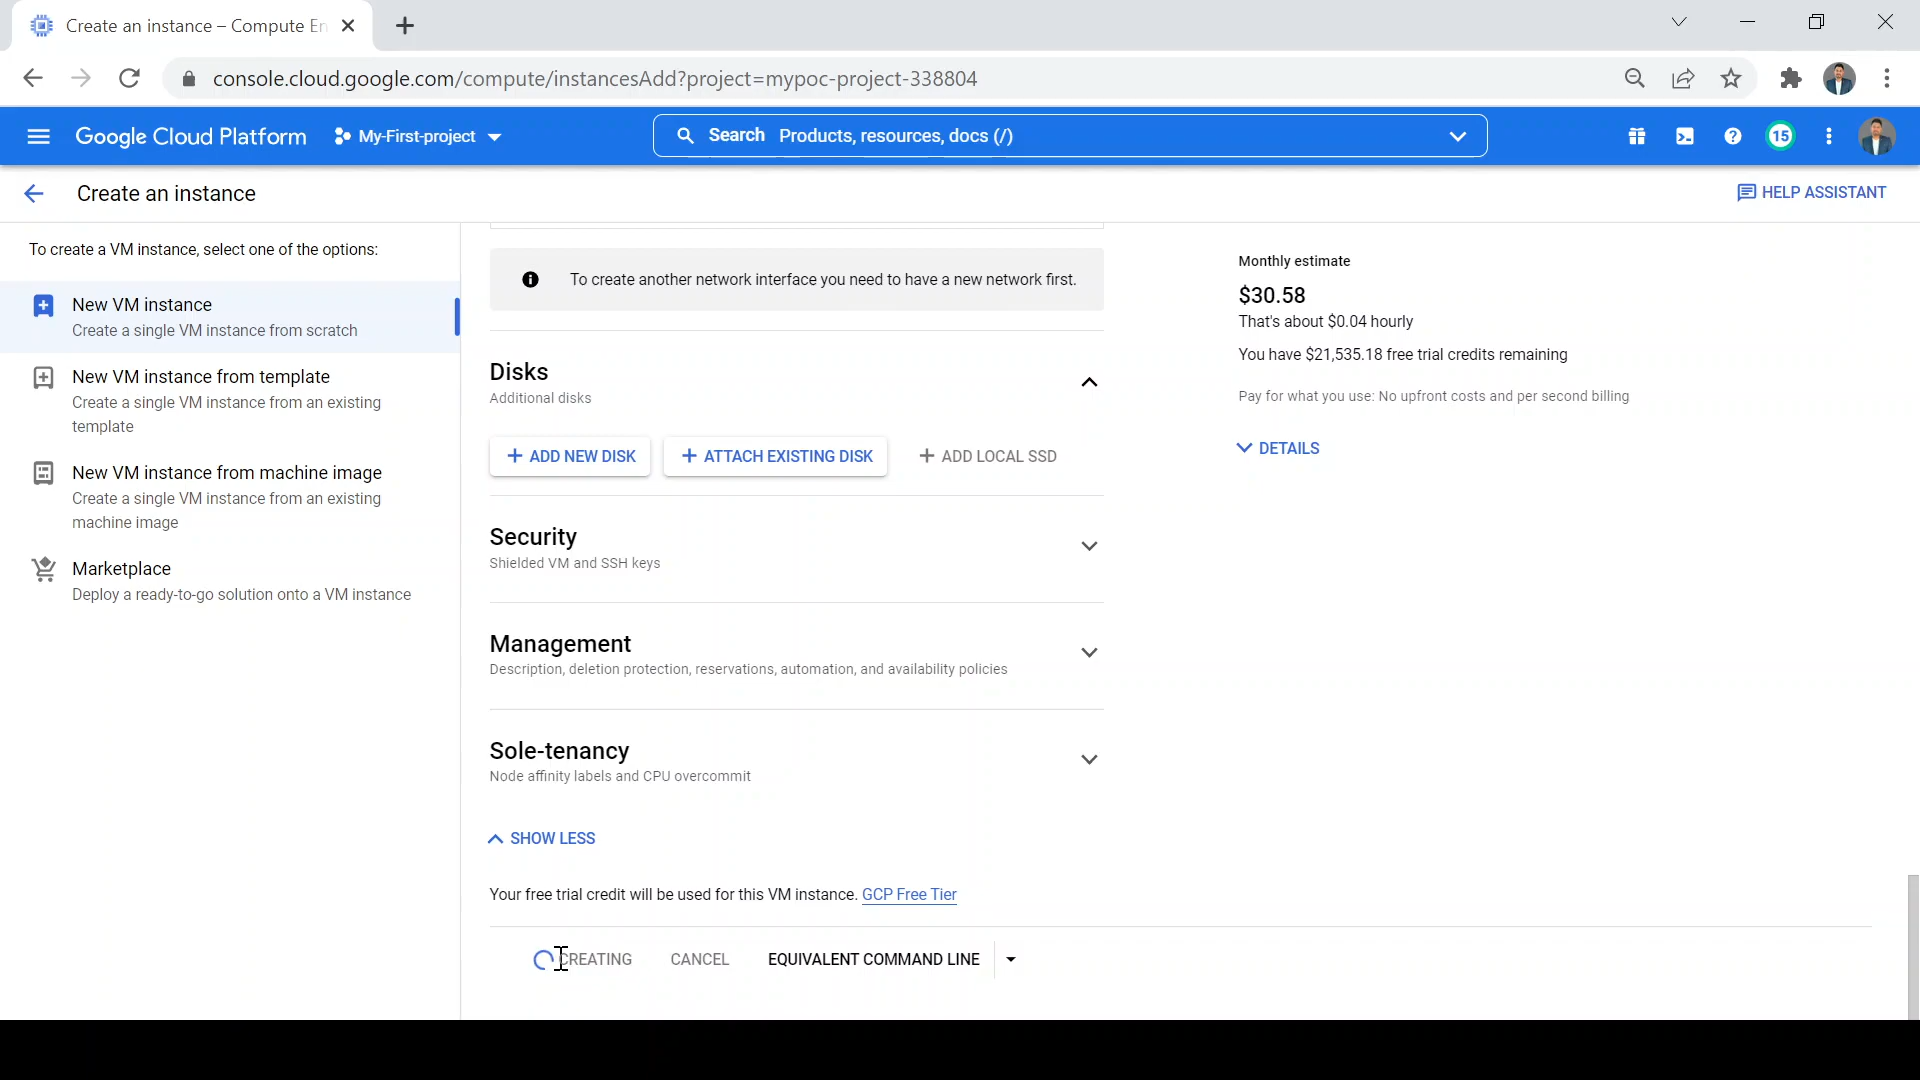 Create an instance – Compute En
console.cloud.google.com/compute/instancesAdd?project=mypoc-project-338804
Google Cloud Platform
My-First-project
Search Products, resources, docs (/)
15
Create an instance
HELP ASSISTANT
To create a VM instance, select one of the options:
New VM instance
Create a single VM instance from scratch
New VM instance from template
Create a single VM instance from an existing
template
New VM instance from machine image
Create a single VM instance from an existing
machine image
Marketplace
Deploy a ready-to-go solution onto a VM instance
To create another network interface you need to have a new network first.
Disks
Additional disks
ADD NEW DISK
ATTACH EXISTING DISK
ADD LOCAL SSD
Security
Shielded VM and SSH keys
Management
Description, deletion protection, reservations, automation, and availability policies
Sole-tenancy
Node affinity labels and CPU overcommit
SHOW LESS
Your free trial credit will be used for this VM instance. GCP Free Tier
CREATING
CANCEL
EQUIVALENT COMMAND LINE
Monthly estimate
$30.58
That's about $0.04 hourly
You have $21,535.18 free trial credits remaining
Pay for what you use: No upfront costs and per second billing
DETAILS